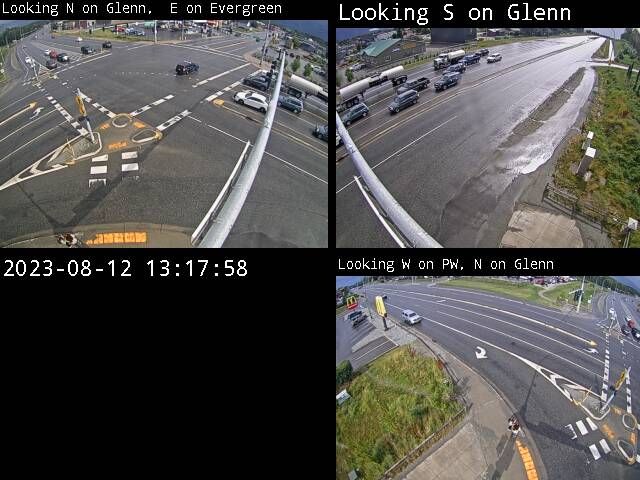 Looking N on Glenn, E on Evergreen
Looking S on Glenn
2023-08-12 13:17:58
Looking W on PW, N on Glenn